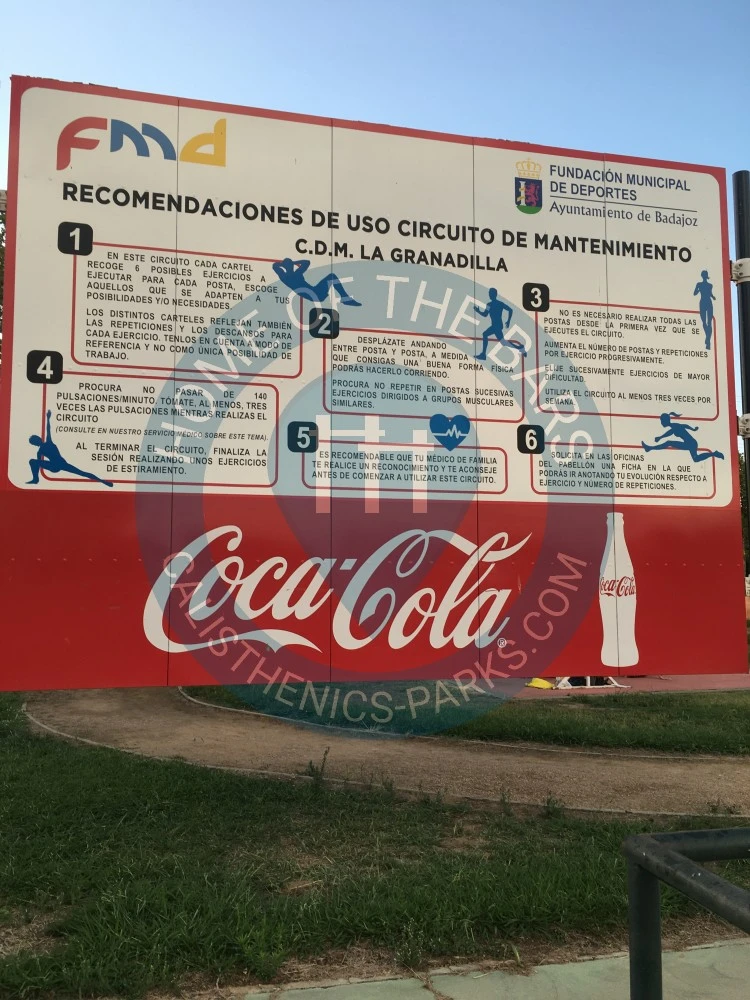 fmd
FUNDACIÓN MUNICIPAL
DE DEPORTES
Ayuntamiento de Badajoz
RECOMENDACIONES DE USO CIRCUITO DE MANTENIMIENTO
C.D.M. LA GRANADILLA
1
EN ESTE CIRCUITO CADA CARTEL
RECOGE 6 POSIBLES EJERCICIOS A
EJECUTAR PARA CADA POSTA, ESCOGE
AQUELLOS QUE SE ADAPTEN A TUS
POSIBILIDADES Y/O NECESIDADES.
LOS DISTINTOS CARTELES REFLEJAN TAMBIÉN
LAS REPETICIONES Y LOS DESCANSOS PARA
CADA EJERCICIO. TENLOS EN CUENTA A MODO DE
REFERENCIA Y NO COMO ÚNICA POSIBILIDAD DE
TRABAJO.
2
DESPLÁZATE ANDANDO
ENTRE POSTA Y POSTA, A MEDIDA
QUE CONSIGAS UNA BUENA FORMA FÍSICA
PODRÁS HACERLO CORRIENDO.
PROCURA NO REPETIR EN POSTAS SUCESIVAS
EJERCICIOS DIRIGIDOS A GRUPOS MUSCULARES
SIMILARES.
3
NO ES NECESARIO REALIZAR TODAS LAS
POSTAS DESDE LA PRIMERA VEZ QUE SE
EJECUTES EL CIRCUITO.
AUMENTA EL NÚMERO DE POSTAS Y REPETICIONES
POR EJERCICIO PROGRESIVAMENTE.
ELIJE SUCESIVAMENTE EJERCICIOS DE MAYOR
DIFICULTAD.
UTILIZA EL CIRCUITO AL MENOS TRES VECES POR
SEMANA.
4
PROCURA NO PASAR DE 140
PULSACIONES/MINUTO, TÓMATE, AL MENOS, TRES
VECES LAS PULSACIONES MIENTRAS REALIZAS EL
CIRCUITO
(CONSULTE EN NUESTRO SERVICIO MÉDICO SOBRE ESTE TEMA).
AL TERMINAR EL CIRCUITO, FINALIZA LA
SESIÓN REALIZANDO UNOS EJERCICIOS
DE ESTIRAMIENTO.
5
ES RECOMENDABLE QUE TU MÉDICO DE FAMILIA
TE REALICE UN RECONOCIMIENTO Y TE ACONSEJE
ANTES DE COMENZAR A UTILIZAR ESTE CIRCUITO.
6
SOLICITA EN LAS OFICINAS
DEL PABELLÓN UNA FICHA EN LA QUE
PODRÁS IR ANOTANDO TU EVOLUCIÓN RESPECTO A
EJERCICIO Y NÚMERO DE REPETICIONES.
Coca-Cola®
Coca-Cola
HOME OF THE BARS
CALISTHENICS-PARKS.COM